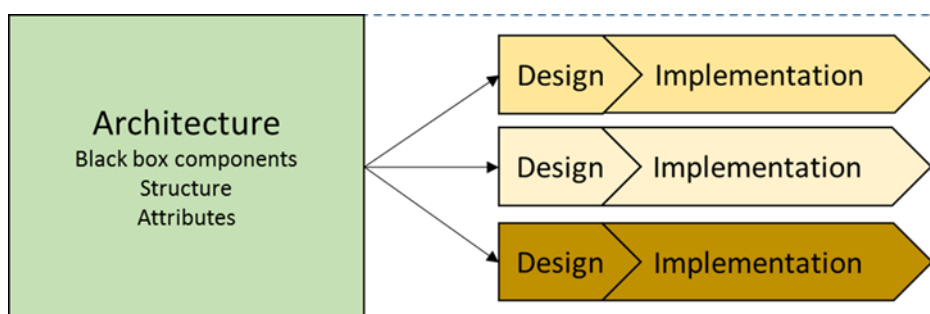 Architecture
Black box components
Structure
Attributes
Design Implementation
Design Implementation
Design Implementation